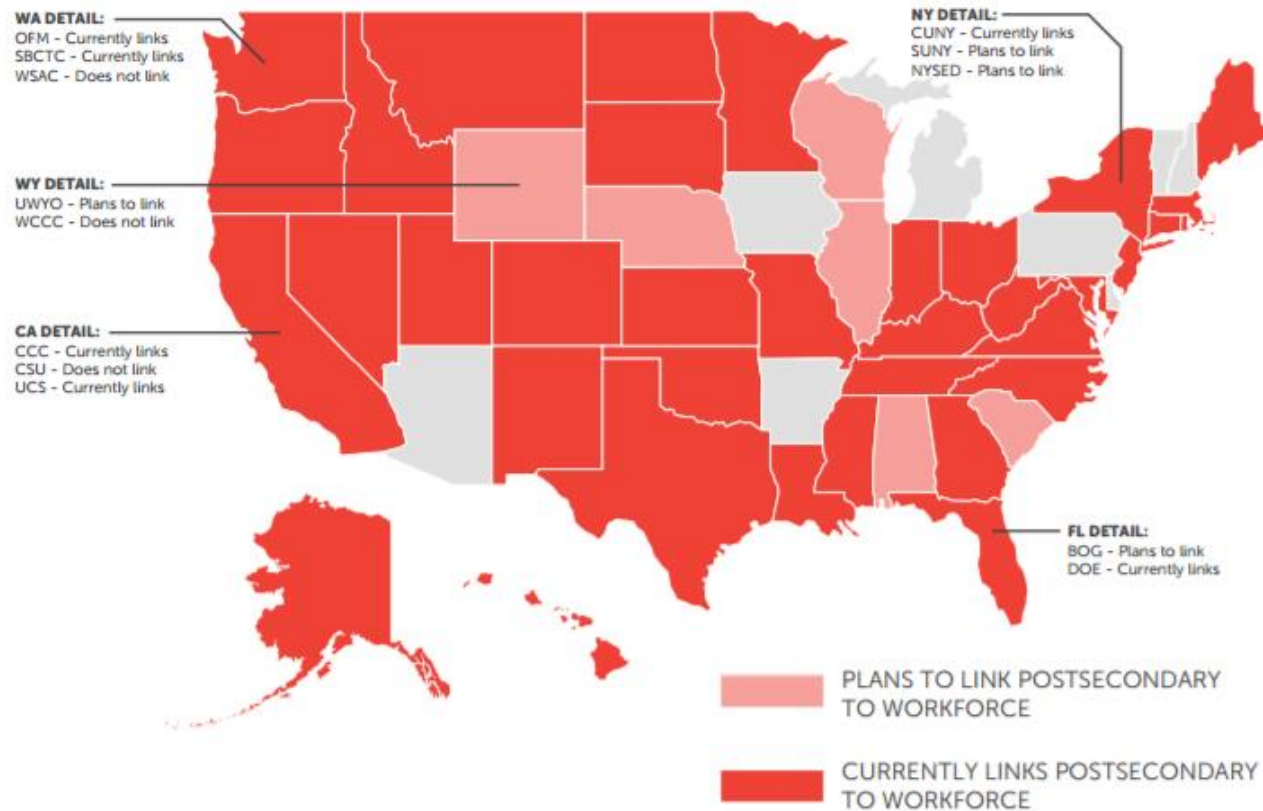 WA DETAIL:
OFM - Currently links
SBCTC - Currently links
WSAC - Does not link
NY DETAIL:
CUNY - Currently links
SUNY - Plans to link
NYSED - Plans to link
WY DETAIL:
UWYO - Plans to link
WCCC - Does not link
CA DETAIL:
CCC - Currently links
CSU - Does not link
UCS - Currently links
FL DETAIL:
BOG - Plans to link
DOE - Currently links
PLANS TO LINK POSTSECONDARY
TO WORKFORCE
CURRENTLY LINKS POSTSECONDARY
TO WORKFORCE